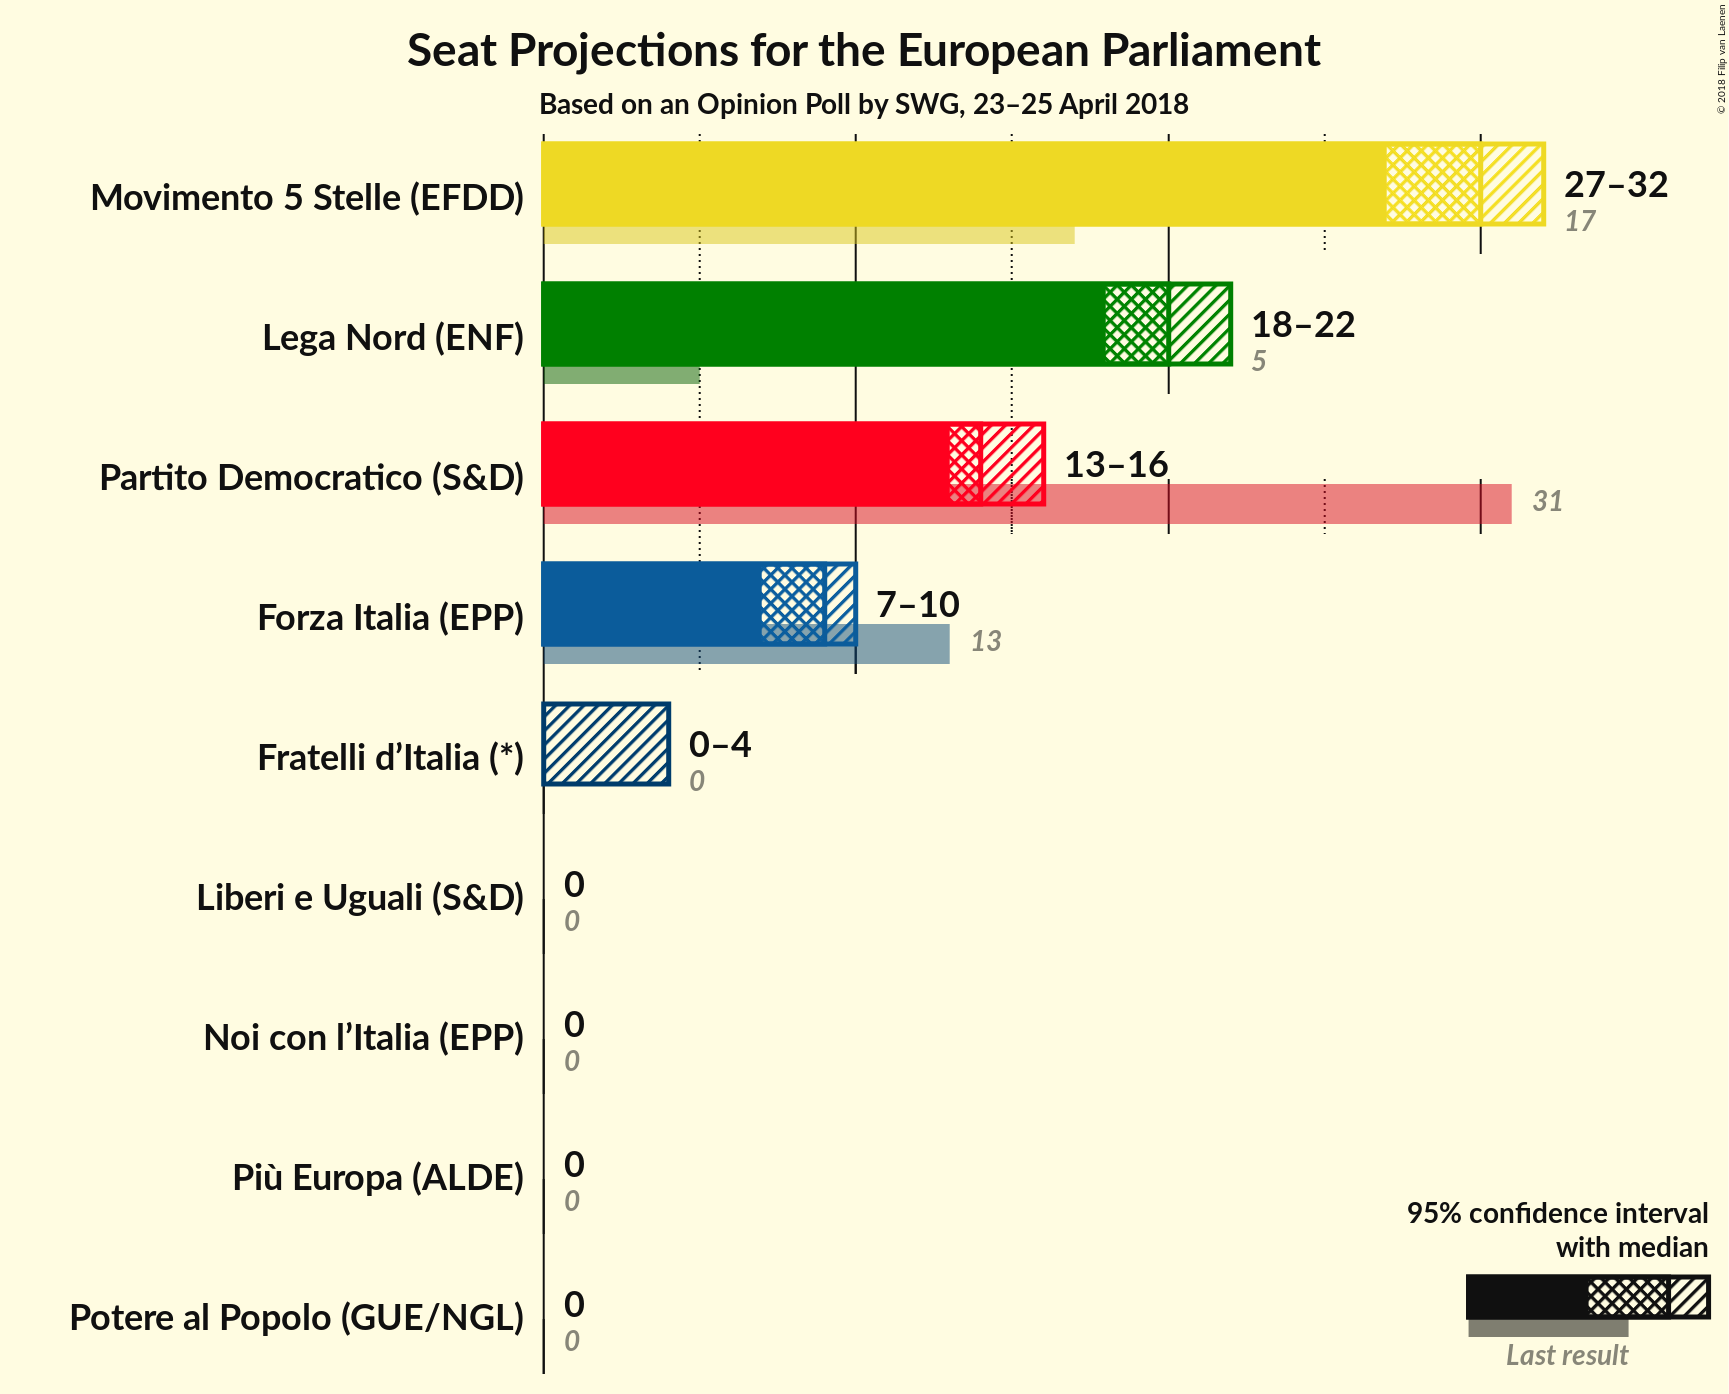 Seat Projections for the European Parliament
Based on an Opinion Poll by SWG, 23–25 April 2018
© 2018 Filip van Laenen
Movimento 5 Stelle (EFDD)
27–32
17
Lega Nord (ENF)
18–22
5
Partito Democratico (S&D)
13–16
31
Forza Italia (EPP)
7–10
13
Fratelli d’Italia (*)
0–4
0
Liberi e Uguali (S&D)
0
0
Noi con l’Italia (EPP)
0
0
Più Europa (ALDE)
0
0
Potere al Popolo (GUE/NGL)
0
0
95% confidence interval
with median
Last result